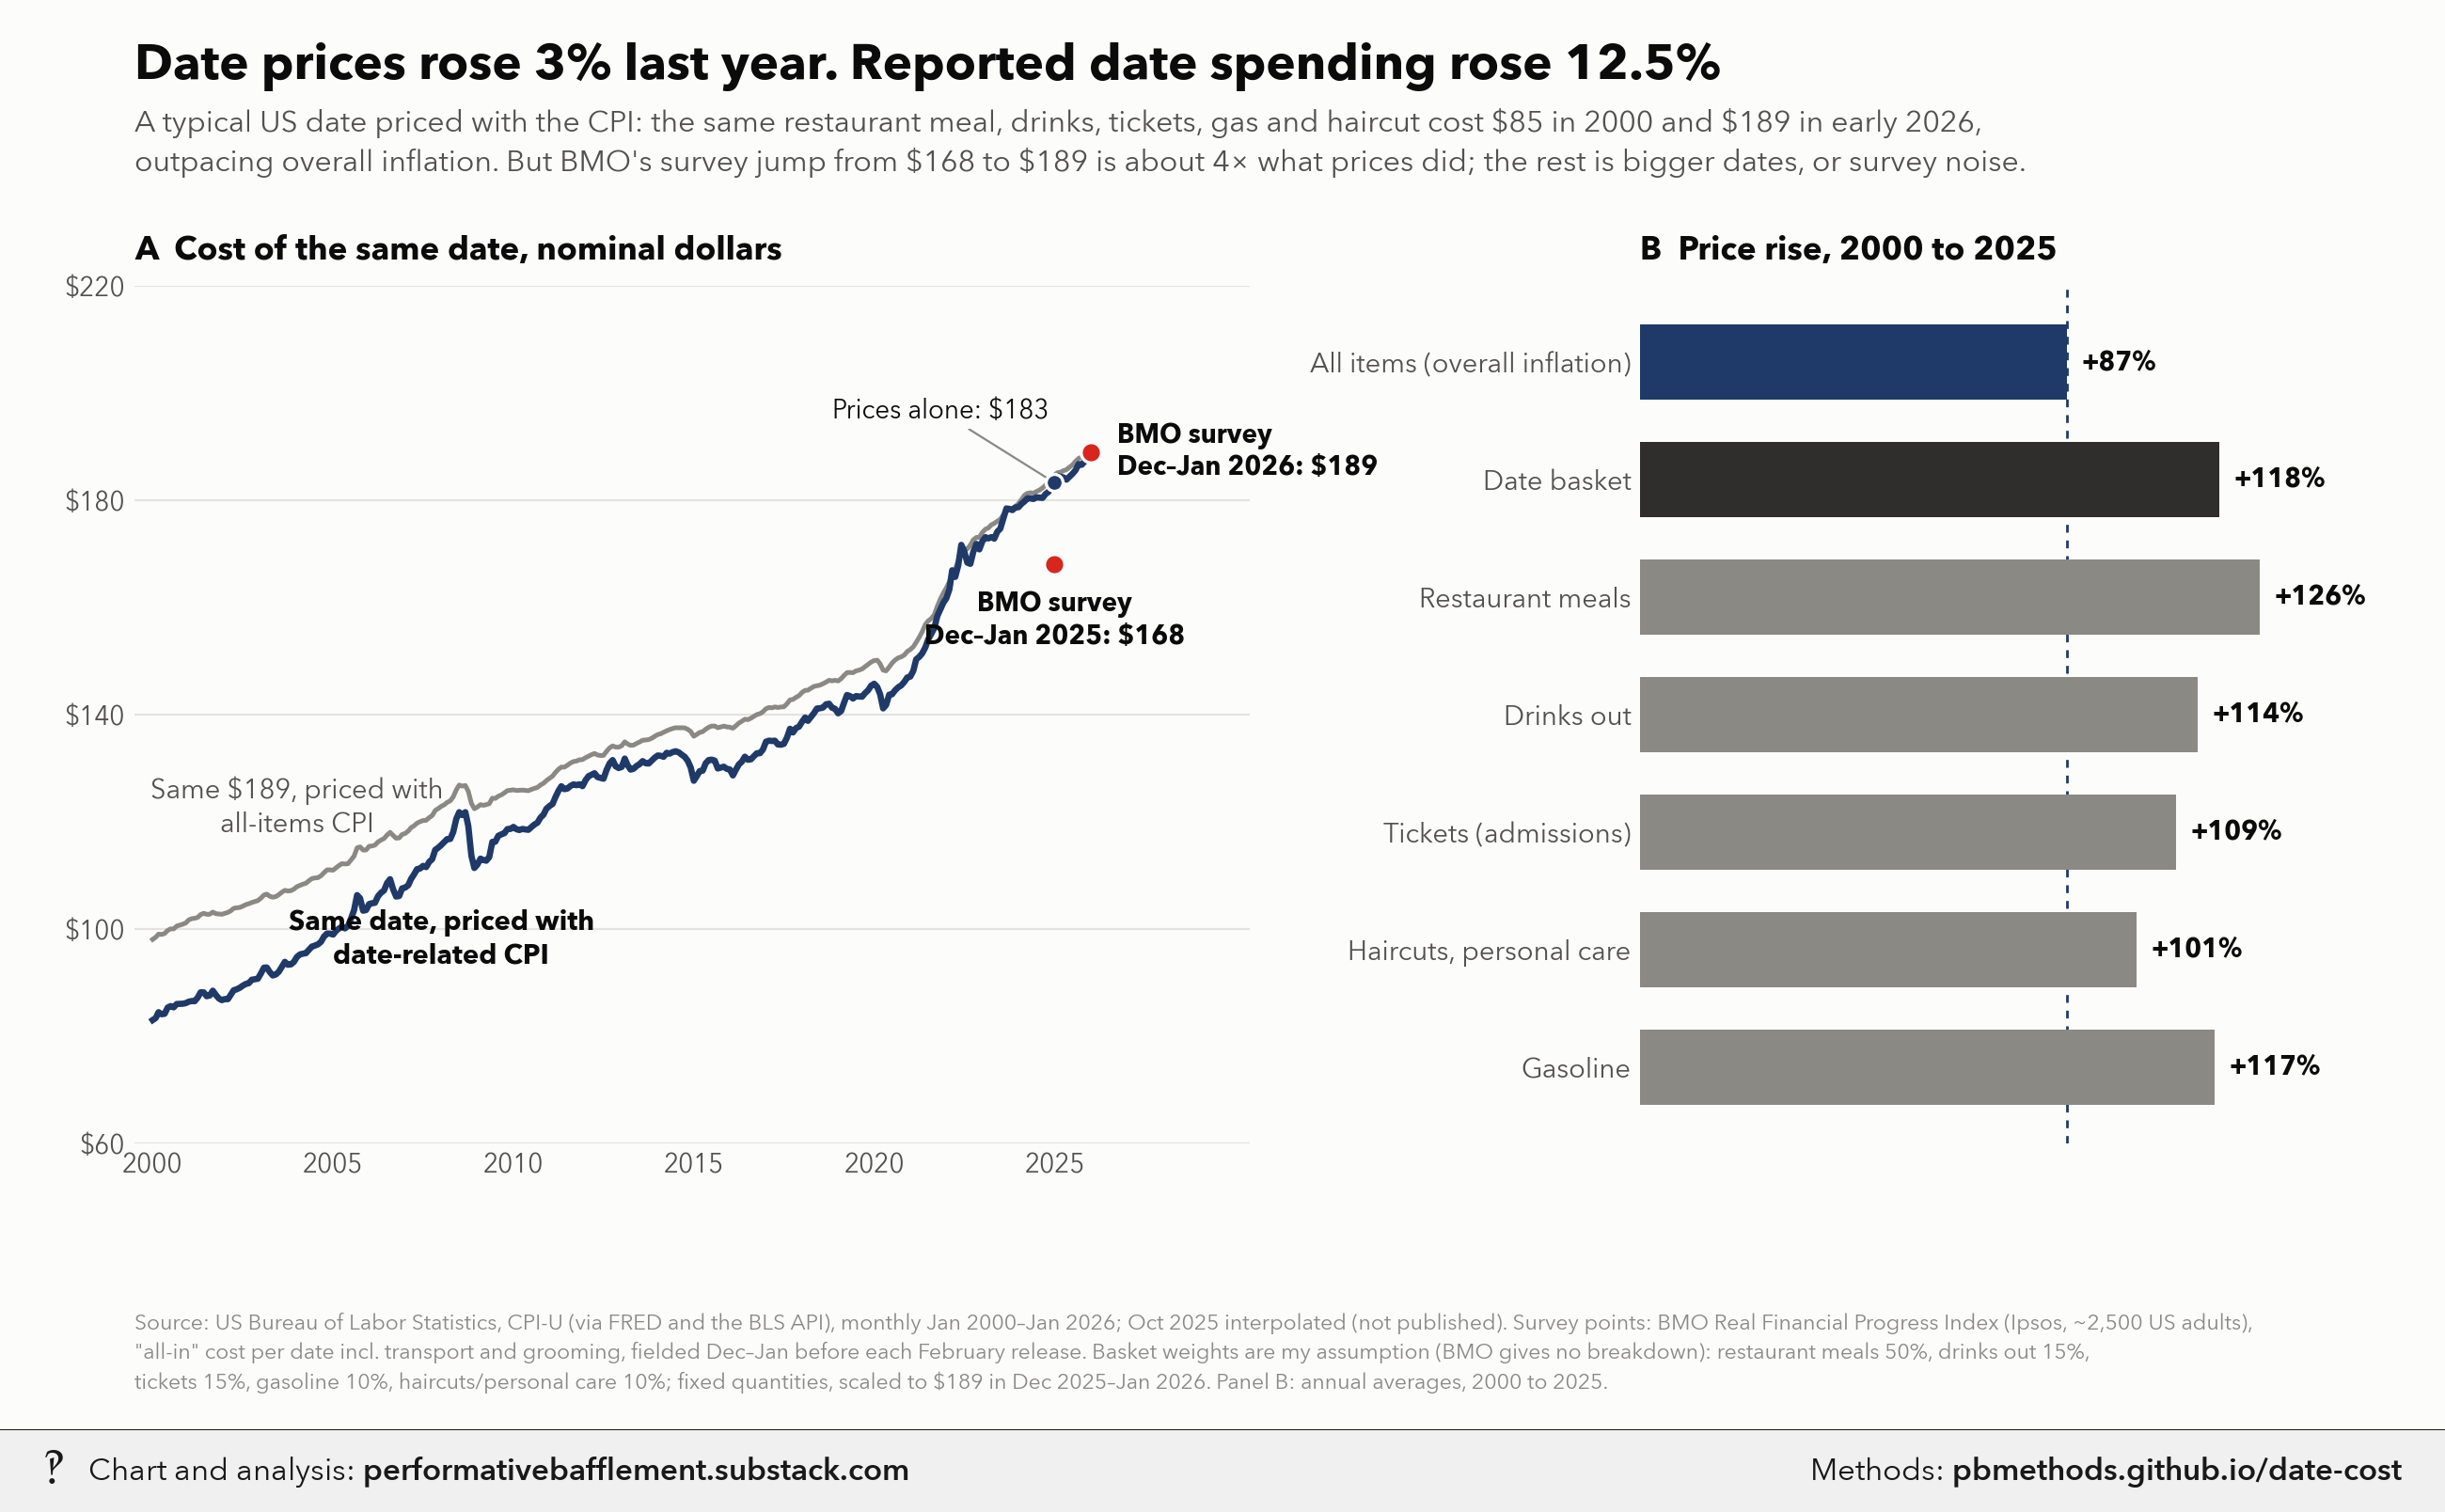 Date prices rose 3% last year. Reported date spending rose 12.5%
A typical US date priced with the CPI: the same restaurant meal, drinks, tickets, gas and haircut cost $85 in 2000 and $189 in early 2026,
outpacing overall inflation. But BMO's survey jump from $168 to $189 is about 4× what prices did; the rest is bigger dates, or survey noise.
A Cost of the same date, nominal dollars
$220
$180
$140
$100
$60
2000
2005
2010
2015
2020
2025
Prices alone: $183
BMO survey
Dec–Jan 2026: $189
BMO survey
Dec–Jan 2025: $168
Same $189, priced with
all-items CPI
Same date, priced with
date-related CPI
B Price rise, 2000 to 2025
All items (overall inflation)
+87%
Date basket
+118%
Restaurant meals
+126%
Drinks out
+114%
Tickets (admissions)
+109%
Haircuts, personal care
+101%
Gasoline
+117%
Source: US Bureau of Labor Statistics, CPI-U (via FRED and the BLS API), monthly Jan 2000–Jan 2026; Oct 2025 interpolated (not published). Survey points: BMO Real Financial Progress Index (Ipsos, ~2,500 US adults),
"all-in" cost per date incl. transport and grooming, fielded Dec–Jan before each February release. Basket weights are my assumption (BMO gives no breakdown): restaurant meals 50%, drinks out 15%,
tickets 15%, gasoline 10%, haircuts/personal care 10%; fixed quantities, scaled to $189 in Dec 2025–Jan 2026. Panel B: annual averages, 2000 to 2025.
‽ Chart and analysis: performativebafflement.substack.com
Methods: pbmethods.github.io/date-cost